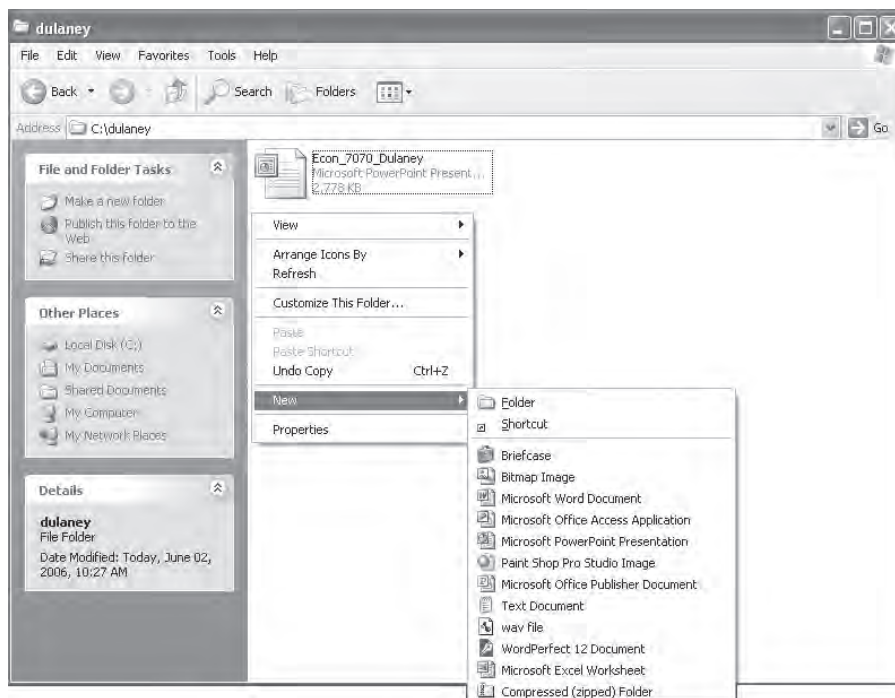 dulaney
File Edit View Favorites Tools Help
Back Search Folders
Address C:\dulaney Go
File and Folder Tasks
Make a new folder
Publish this folder to the
Web
Share this folder
Other Places
Local Disk (C:)
My Documents
Shared Documents
My Computer
My Network Places
Details
dulaney
File Folder
Date Modified: Today, June 02,
2006, 10:27 AM
Econ_7070_Dulaney
Microsoft PowerPoint Present...
2,778 KB
View
Arrange Icons By
Refresh
Customize This Folder...
Paste
Paste Shortcut
Undo Copy Ctrl+Z
New
Properties
Folder
Shortcut
Briefcase
Bitmap Image
Microsoft Word Document
Microsoft Office Access Application
Microsoft PowerPoint Presentation
Paint Shop Pro Studio Image
Microsoft Office Publisher Document
Text Document
wav file
WordPerfect 12 Document
Microsoft Excel Worksheet
Compressed (zipped) Folder